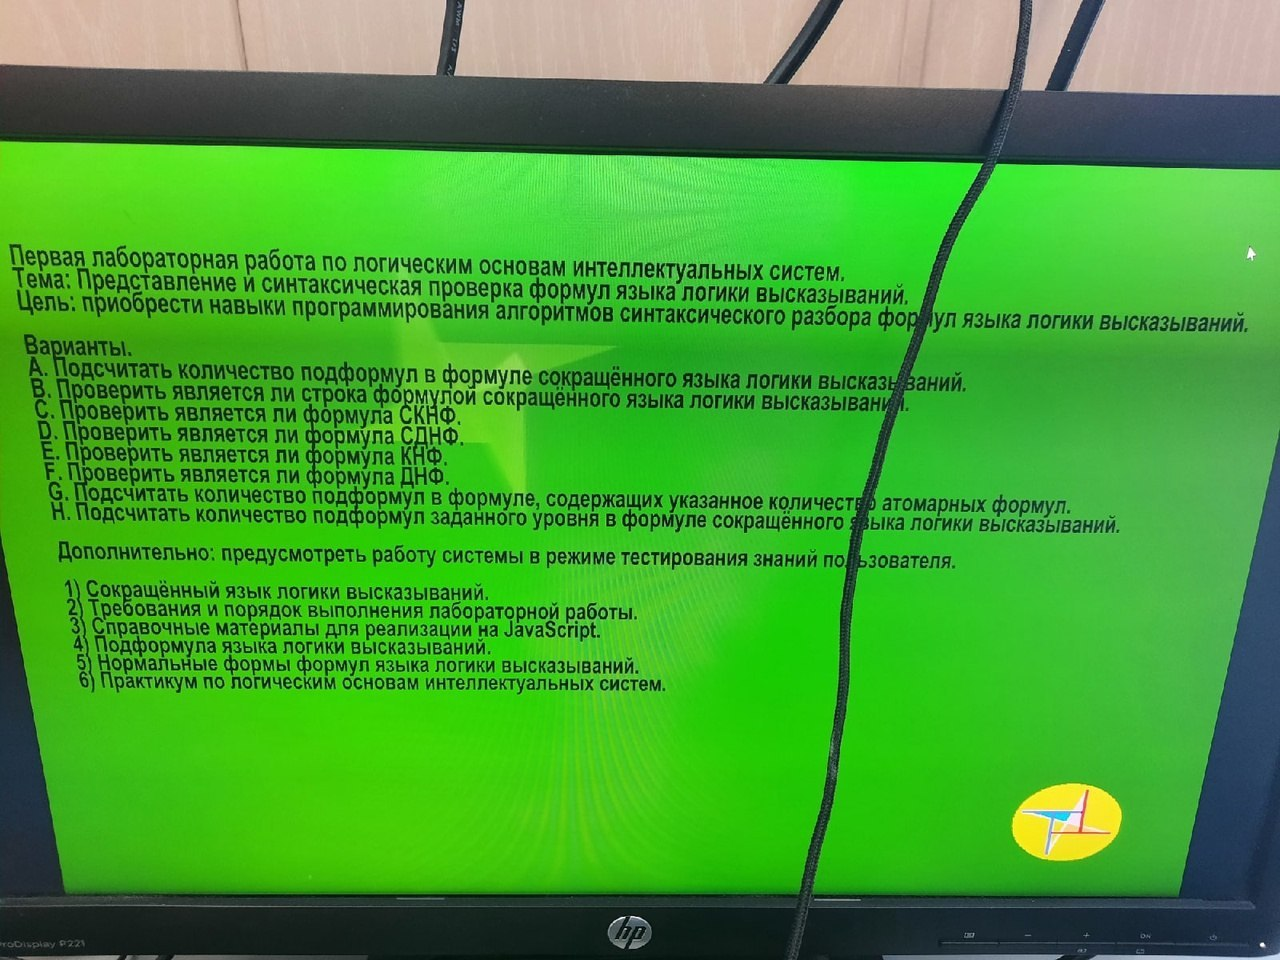 Первая лабораторная работа по логическим основам интеллектуальных систем.
Тема: Представление и синтаксическая проверка формул языка логики высказываний.
Цель: приобрести навыки программирования алгоритмов синтаксического разбора формул языка логики высказываний.
Варианты.
A. Подсчитать количество подформул в формуле сокращённого языка логики высказываний.
B. Проверить является ли строка формулой сокращённого языка логики высказываний.
C. Проверить является ли формула СКНФ.
D. Проверить является ли формула СДНФ.
E. Проверить является ли формула КНФ.
F. Проверить является ли формула ДНФ.
G. Подсчитать количество подформул в формуле, содержащих указанное количество атомарных формул.
H. Подсчитать количество подформул заданного уровня в формуле сокращённого языка логики высказываний.
Дополнительно: предусмотреть работу системы в режиме тестирования знаний пользователя.
1) Сокращённый язык логики высказываний.
2) Требования и порядок выполнения лабораторной работы.
3) Справочные материалы для реализации на JavaScript.
4) Подформула языка логики высказываний.
5) Нормальные формы формул языка логики высказываний.
6) Практикум по логическим основам интеллектуальных систем.
hp
ProDisplay P221